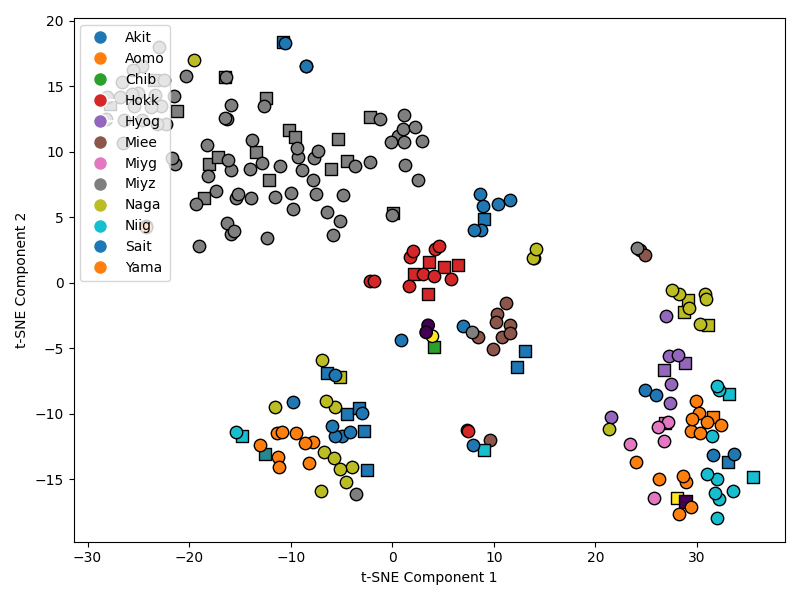 20
15
10
5
0
−5
−10
−15
−30
−20
−10
0
10
20
30
t-SNE Component 1
t-SNE Component 2
Akit
Aomo
Chib
Hokk
Hyog
Miee
Miyg
Miyz
Naga
Niig
Sait
Yama